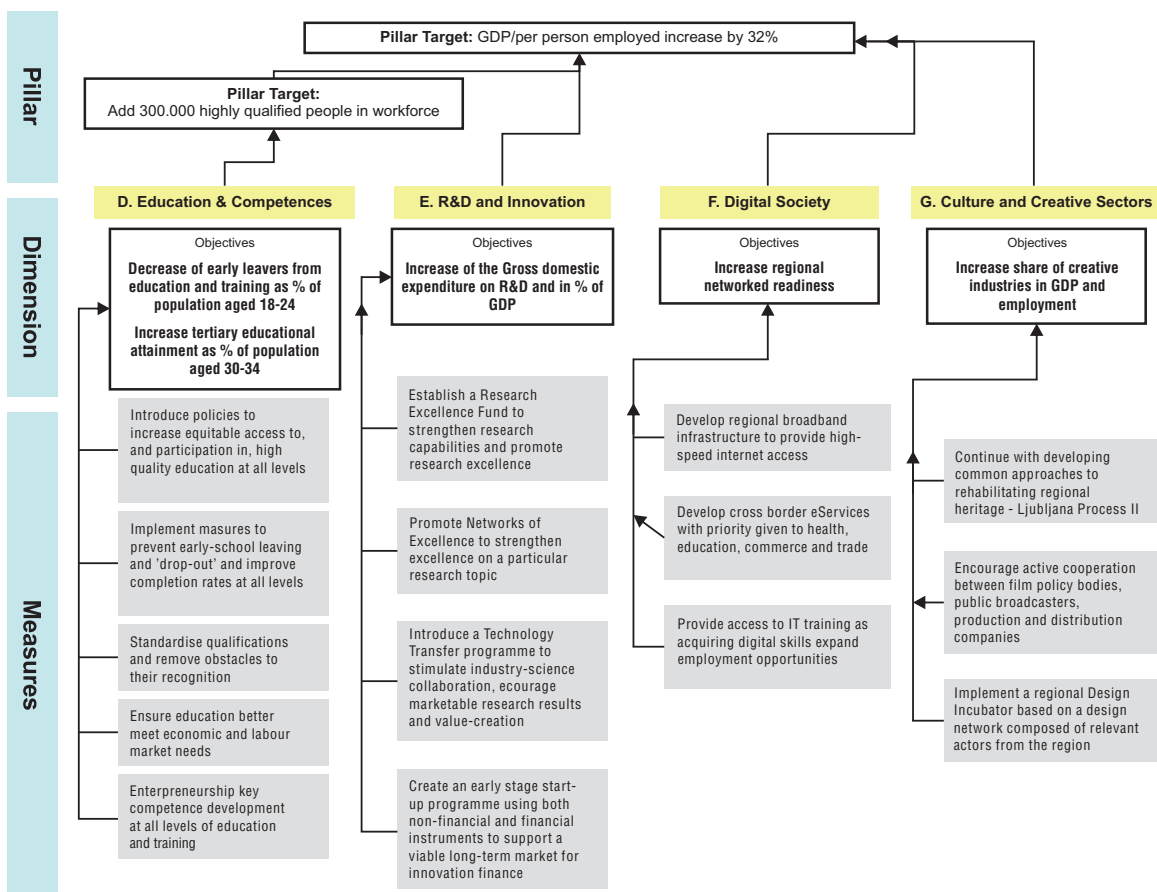 Pillar
Pillar Target: GDP/per person employed increase by 32%
Pillar Target:
Add 300.000 highly qualified people in workforce
Dimension
D. Education & Competences
Objectives
Decrease of early leavers from
education and training as % of
population aged 18-24
Increase tertiary educational
attainment as % of population
aged 30-34
E. R&D and Innovation
Objectives
Increase of the Gross domestic
expenditure on R&D and in % of
GDP
F. Digital Society
Objectives
Increase regional
networked readiness
G. Culture and Creative Sectors
Objectives
Increase share of creative
industries in GDP and
employment
Measures
Introduce policies to
increase equitable access to,
and participation in, high
quality education at all levels
Implement masures to
prevent early-school leaving
and 'drop-out' and improve
completion rates at all levels
Standardise qualifications
and remove obstacles to
their recognition
Ensure education better
meet economic and labour
market needs
Enterpreneurship key
competence development
at all levels of education
and training
Establish a Research
Excellence Fund to
strengthen research
capabilities and promote
research excellence
Promote Networks of
Excellence to strengthen
excellence on a particular
research topic
Introduce a Technology
Transfer programme to
stimulate industry-science
collaboration, ecourage
marketable research results
and value-creation
Create an early stage start-
up programme using both
non-financial and financial
instruments to support a
viable long-term market for
innovation finance
Develop regional broadband
infrastructure to provide high-
speed internet access
Develop cross border eServices
with priority given to health,
education, commerce and trade
Provide access to IT training as
acquiring digital skills expand
employment opportunities
Continue with developing
common approaches to
rehabilitating regional
heritage - Ljubljana Process II
Encourage active cooperation
between film policy bodies,
public broadcasters,
production and distribution
companies
Implement a regional Design
Incubator based on a design
network composed of relevant
actors from the region